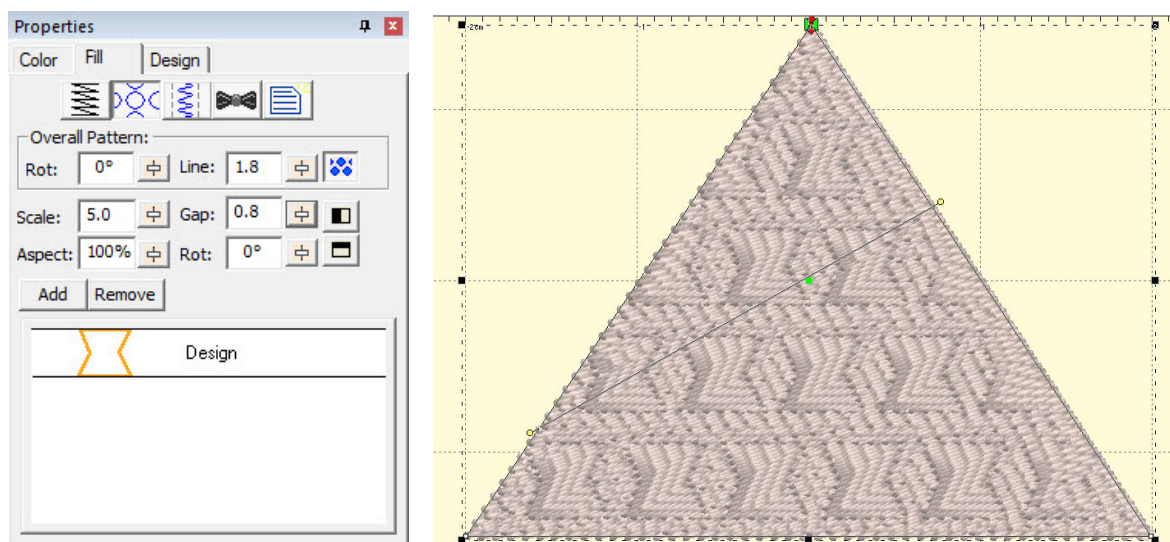 Properties
Color Fill Design
Overall Pattern:
Rot: 0° Line: 1.8
Scale: 5.0 Gap: 0.8
Aspect: 100% Rot: 0°
Add Remove
Design